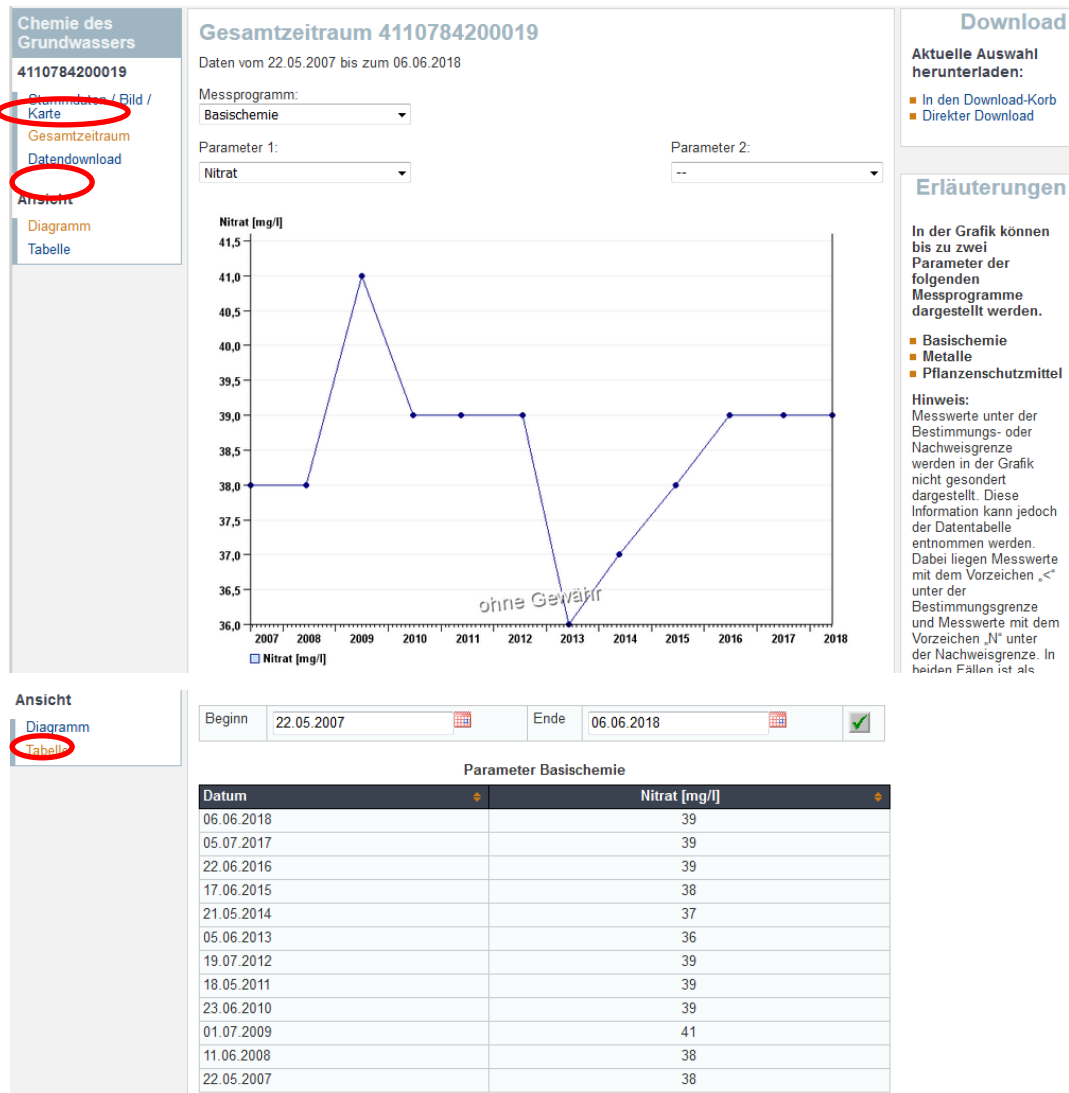 Chemie des
Grundwassers
4110784200019
Stammdaten / Bild /
Karte
Gesamtzeitraum
Datendownload
Ansicht
Diagramm
Tabelle
Gesamtzeitraum 4110784200019
Daten vom 22.05.2007 bis zum 06.06.2018
Messprogramm:
Basischemie
Parameter 1:
Parameter 2:
Nitrat
--
Nitrat [mg/l]
41,5
41,0
40,5
40,0
39,5
39,0
38,5
38,0
37,5
37,0
36,5
36,0
ohne Gewähr
2007 2008 2009 2010 2011 2012 2013 2014 2015 2016 2017 2018
Nitrat [mg/l]
Download
Aktuelle Auswahl
herunterladen:
In den Download-Korb
Direkter Download
Erläuterungen
In der Grafik können
bis zu zwei
Parameter der
folgenden
Messprogramme
dargestellt werden.
Basischemie
Metalle
Pflanzenschutzmittel
Hinweis:
Messwerte unter der
Bestimmungs- oder
Nachweisgrenze
werden in der Grafik
nicht gesondert
dargestellt. Diese
Information kann jedoch
der Datentabelle
entnommen werden.
Dabei liegen Messwerte
mit dem Vorzeichen „<"
unter der
Bestimmungsgrenze
und Messwerte mit dem
Vorzeichen „N" unter
der Nachweisgrenze. In
beiden Fällen ist als
Ansicht
Diagramm
Tabelle
Beginn 22.05.2007 Ende 06.06.2018
Parameter Basischemie
Datum Nitrat [mg/l]
06.06.2018 39
05.07.2017 39
22.06.2016 39
17.06.2015 38
21.05.2014 37
05.06.2013 36
19.07.2012 39
18.05.2011 39
23.06.2010 39
01.07.2009 41
11.06.2008 38
22.05.2007 38